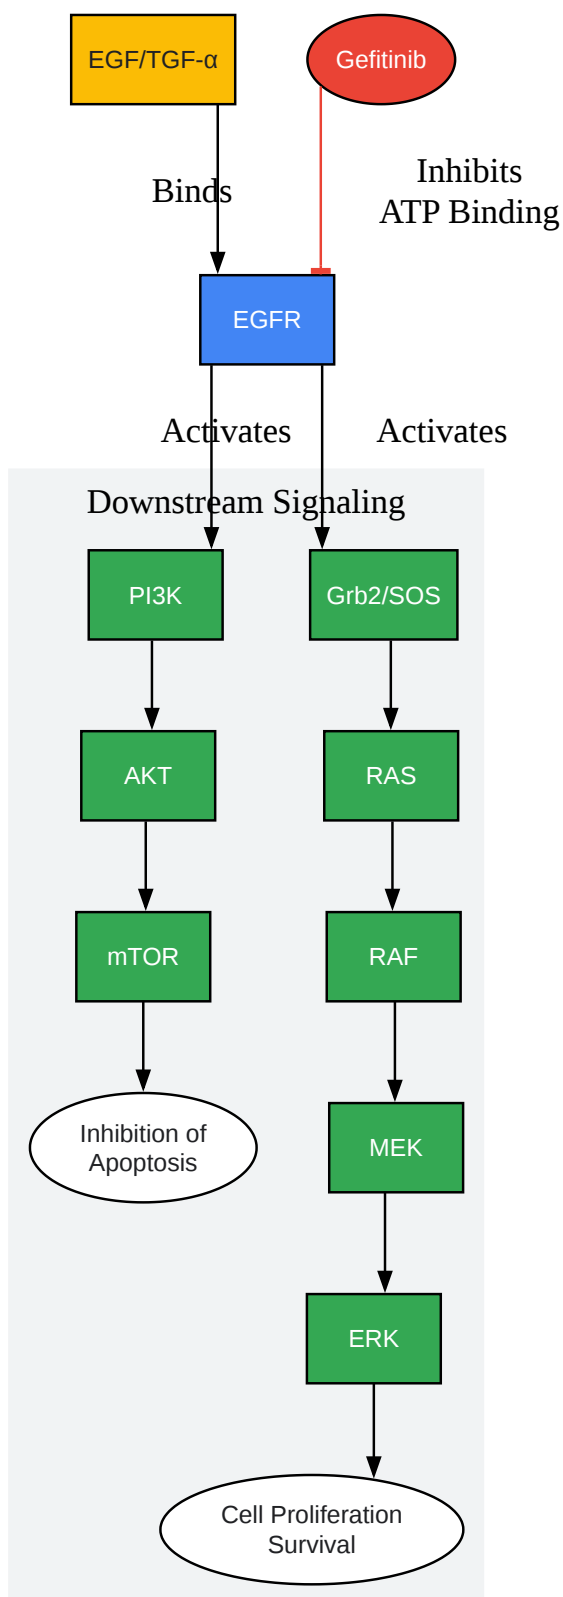 EGF/TGF-α
Gefitinib
Binds
Inhibits
ATP Binding
EGFR
Activates
Activates
Downstream Signaling
PI3K
Grb2/SOS
AKT
RAS
mTOR
RAF
Inhibition of
Apoptosis
MEK
ERK
Cell Proliferation
Survival